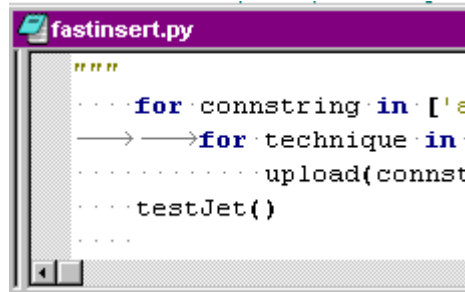 fastinsert.py
"""
for connstring in ['a
for technique in
upload(connst
testJet()